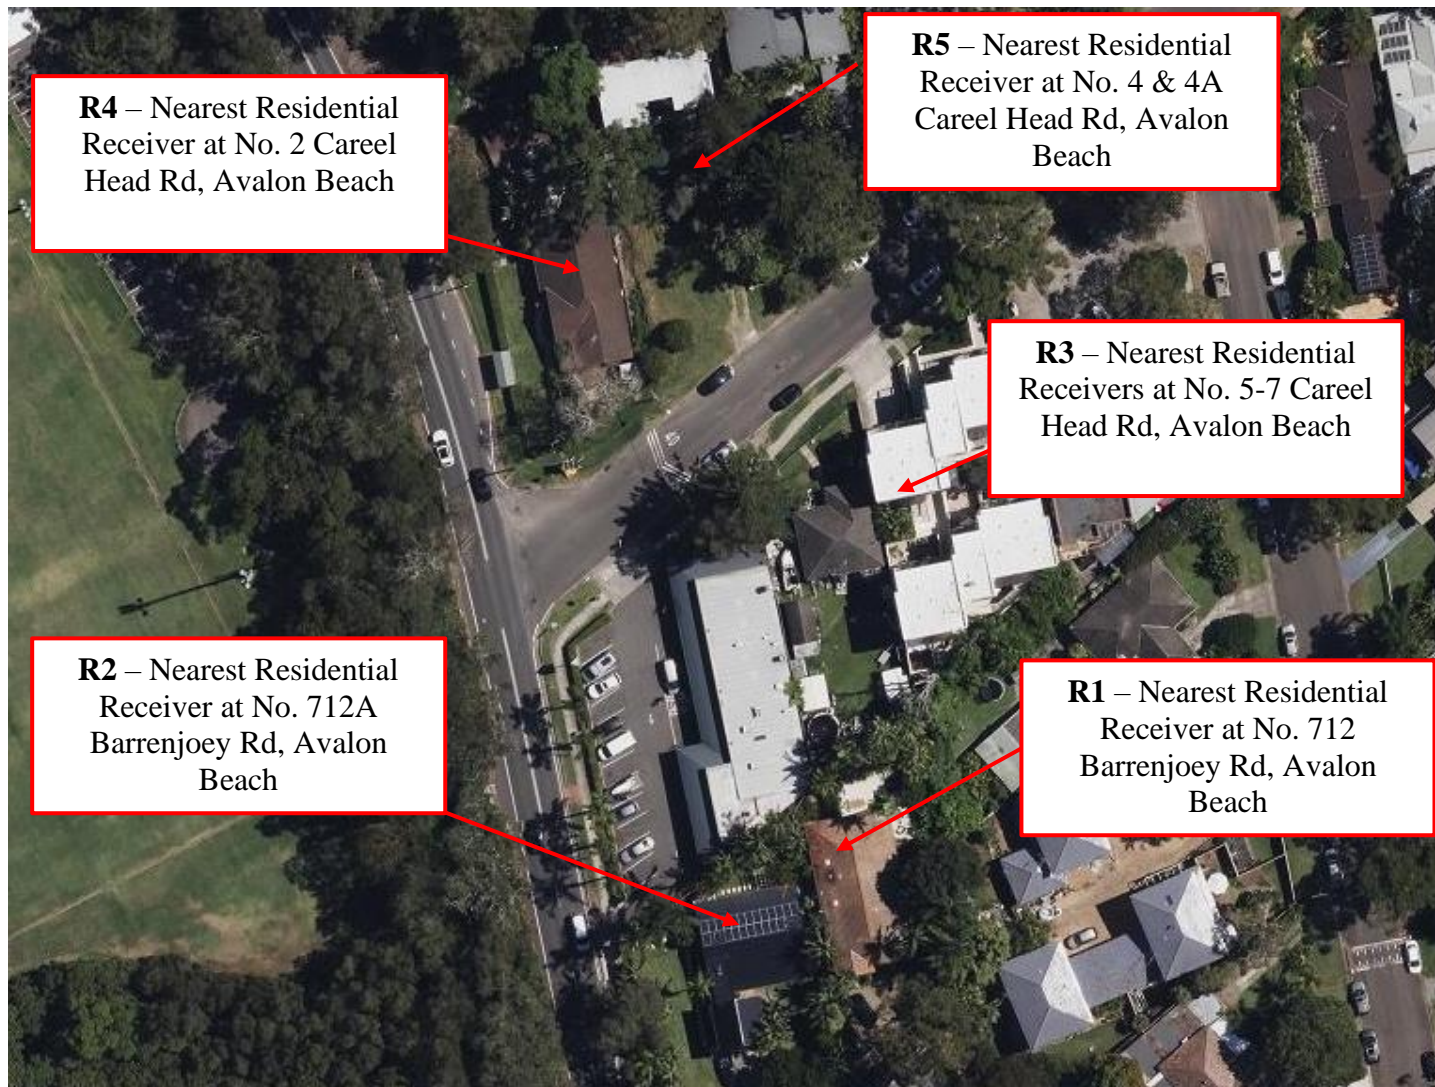 R4 – Nearest Residential
Receiver at No. 2 Careel
Head Rd, Avalon Beach
R5 – Nearest Residential
Receiver at No. 4 & 4A
Careel Head Rd, Avalon
Beach
R3 – Nearest Residential
Receivers at No. 5-7 Careel
Head Rd, Avalon Beach
R2 – Nearest Residential
Receiver at No. 712A
Barrenjoey Rd, Avalon
Beach
R1 – Nearest Residential
Receiver at No. 712
Barrenjoey Rd, Avalon
Beach